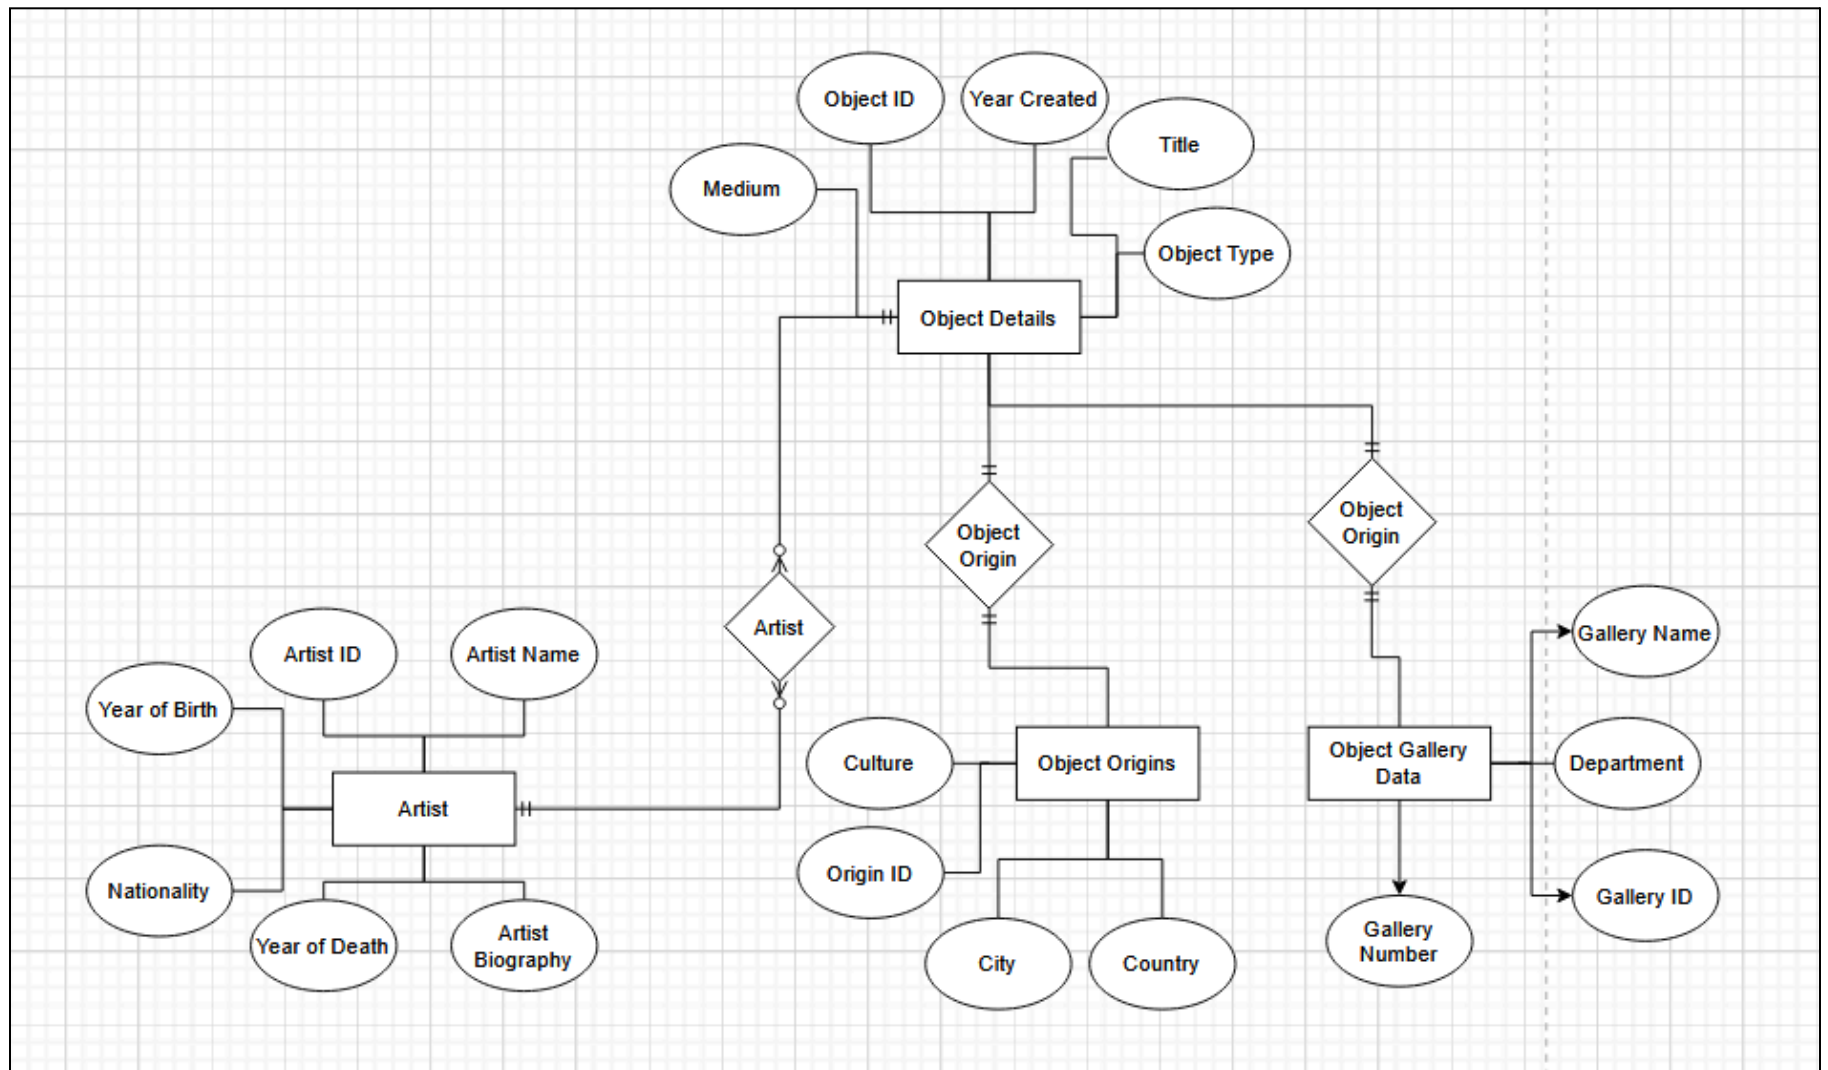 Object ID
Year Created
Title
Medium
Object Type
Object Details
Object
Origin
Object
Origin
Artist
Artist ID
Artist Name
Year of Birth
Gallery Name
Culture
Object Origins
Object Gallery
Data
Department
Artist
Nationality
Origin ID
Gallery ID
Year of Death
Artist
Biography
City
Country
Gallery
Number